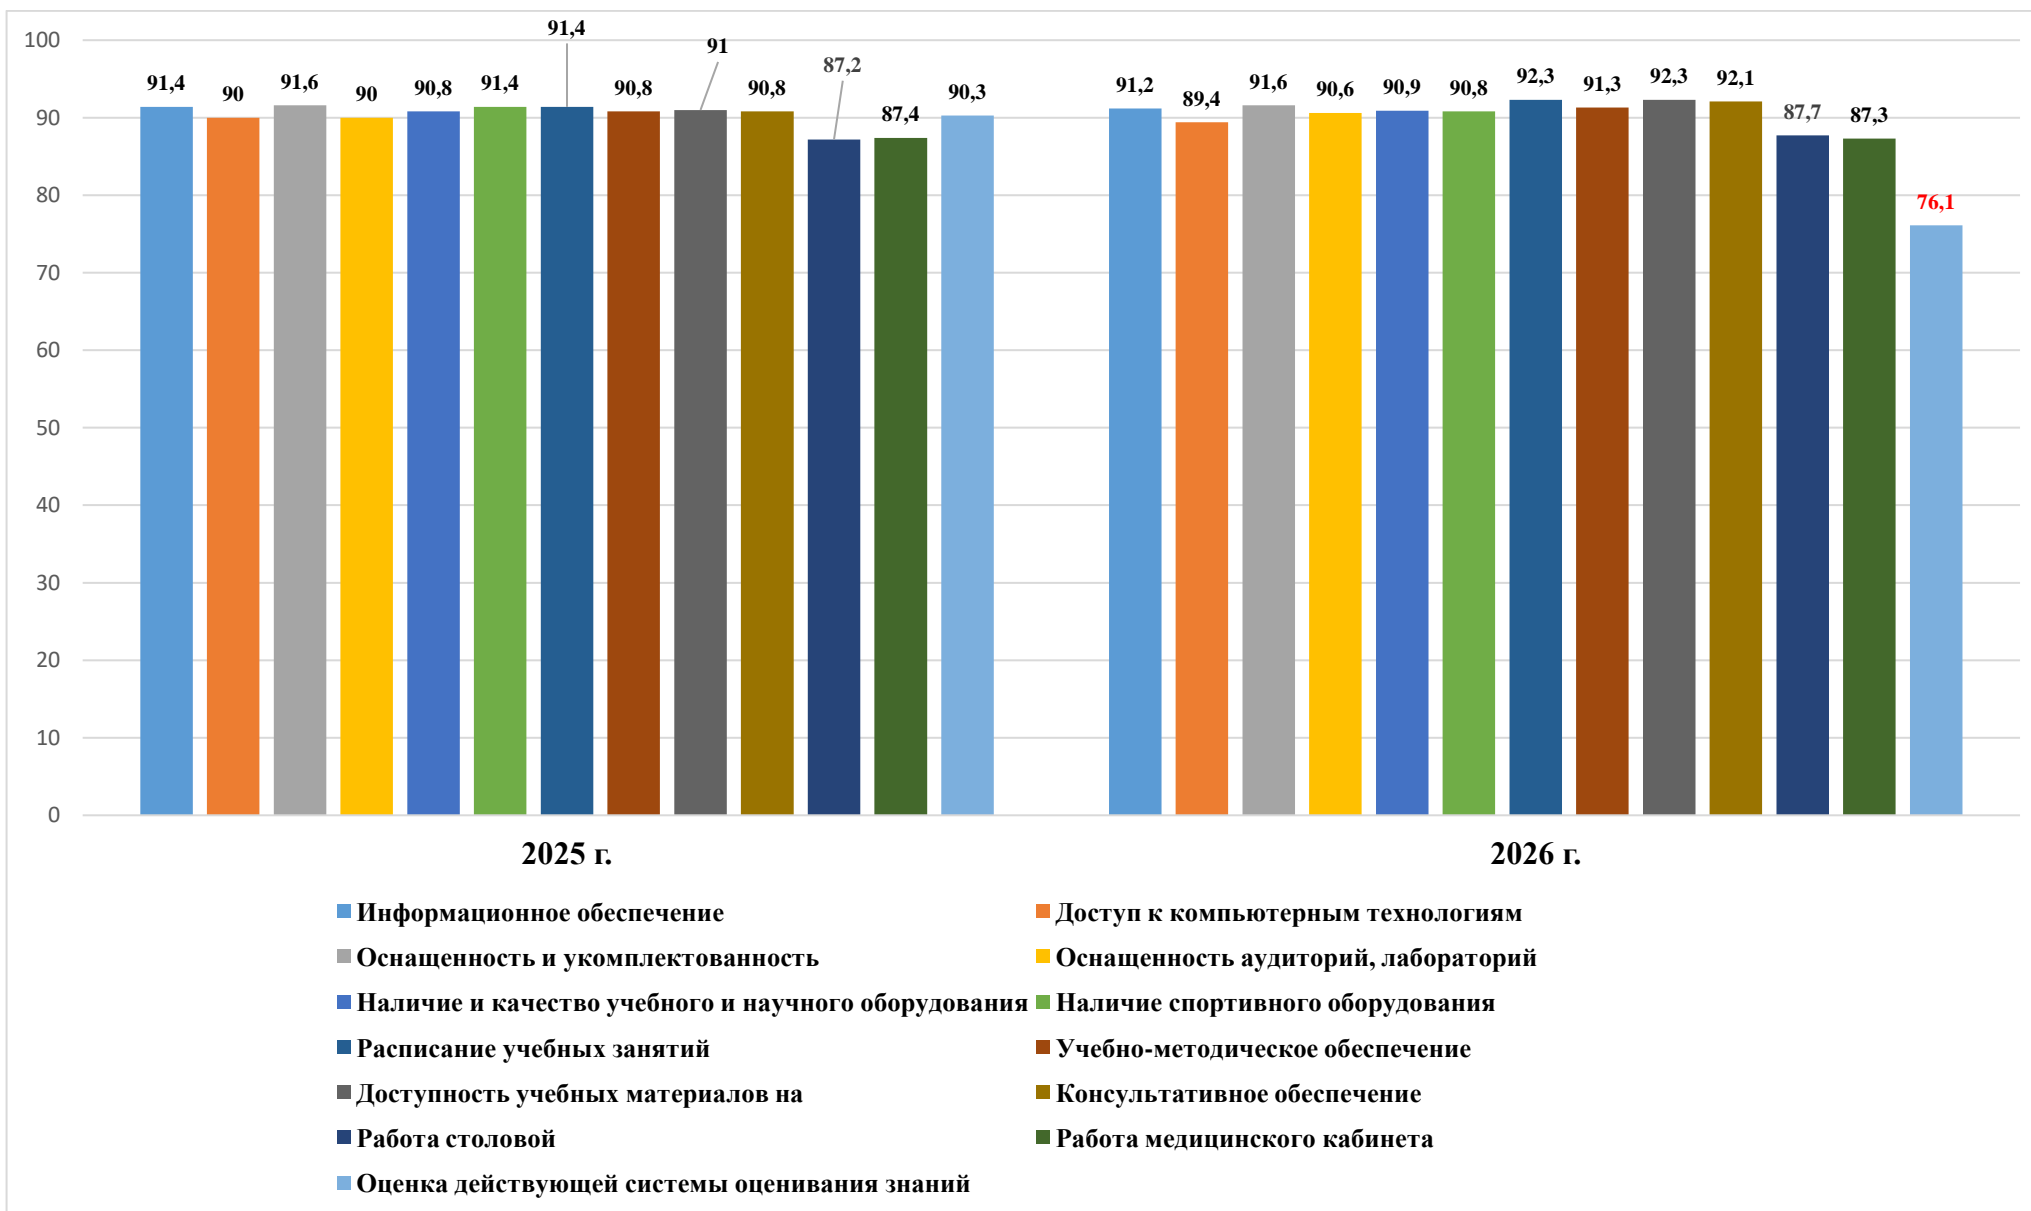 100
90
80
70
60
50
40
30
20
10
0
91,4
90
91,6
90
90,8
91,4
91,4
90,8
91
90,8
87,2
87,4
90,3
91,2
89,4
91,6
90,6
90,9
90,8
92,3
91,3
92,3
92,1
87,7
87,3
76,1
2025 г.
2026 г.
Информационное обеспечение
Доступ к компьютерным технологиям
Оснащенность и укомплектованность
Оснащенность аудиторий, лабораторий
Наличие и качество учебного и научного оборудования
Наличие спортивного оборудования
Расписание учебных занятий
Учебно-методическое обеспечение
Доступность учебных материалов на
Консультативное обеспечение
Работа столовой
Работа медицинского кабинета
Оценка действующей системы оценивания знаний